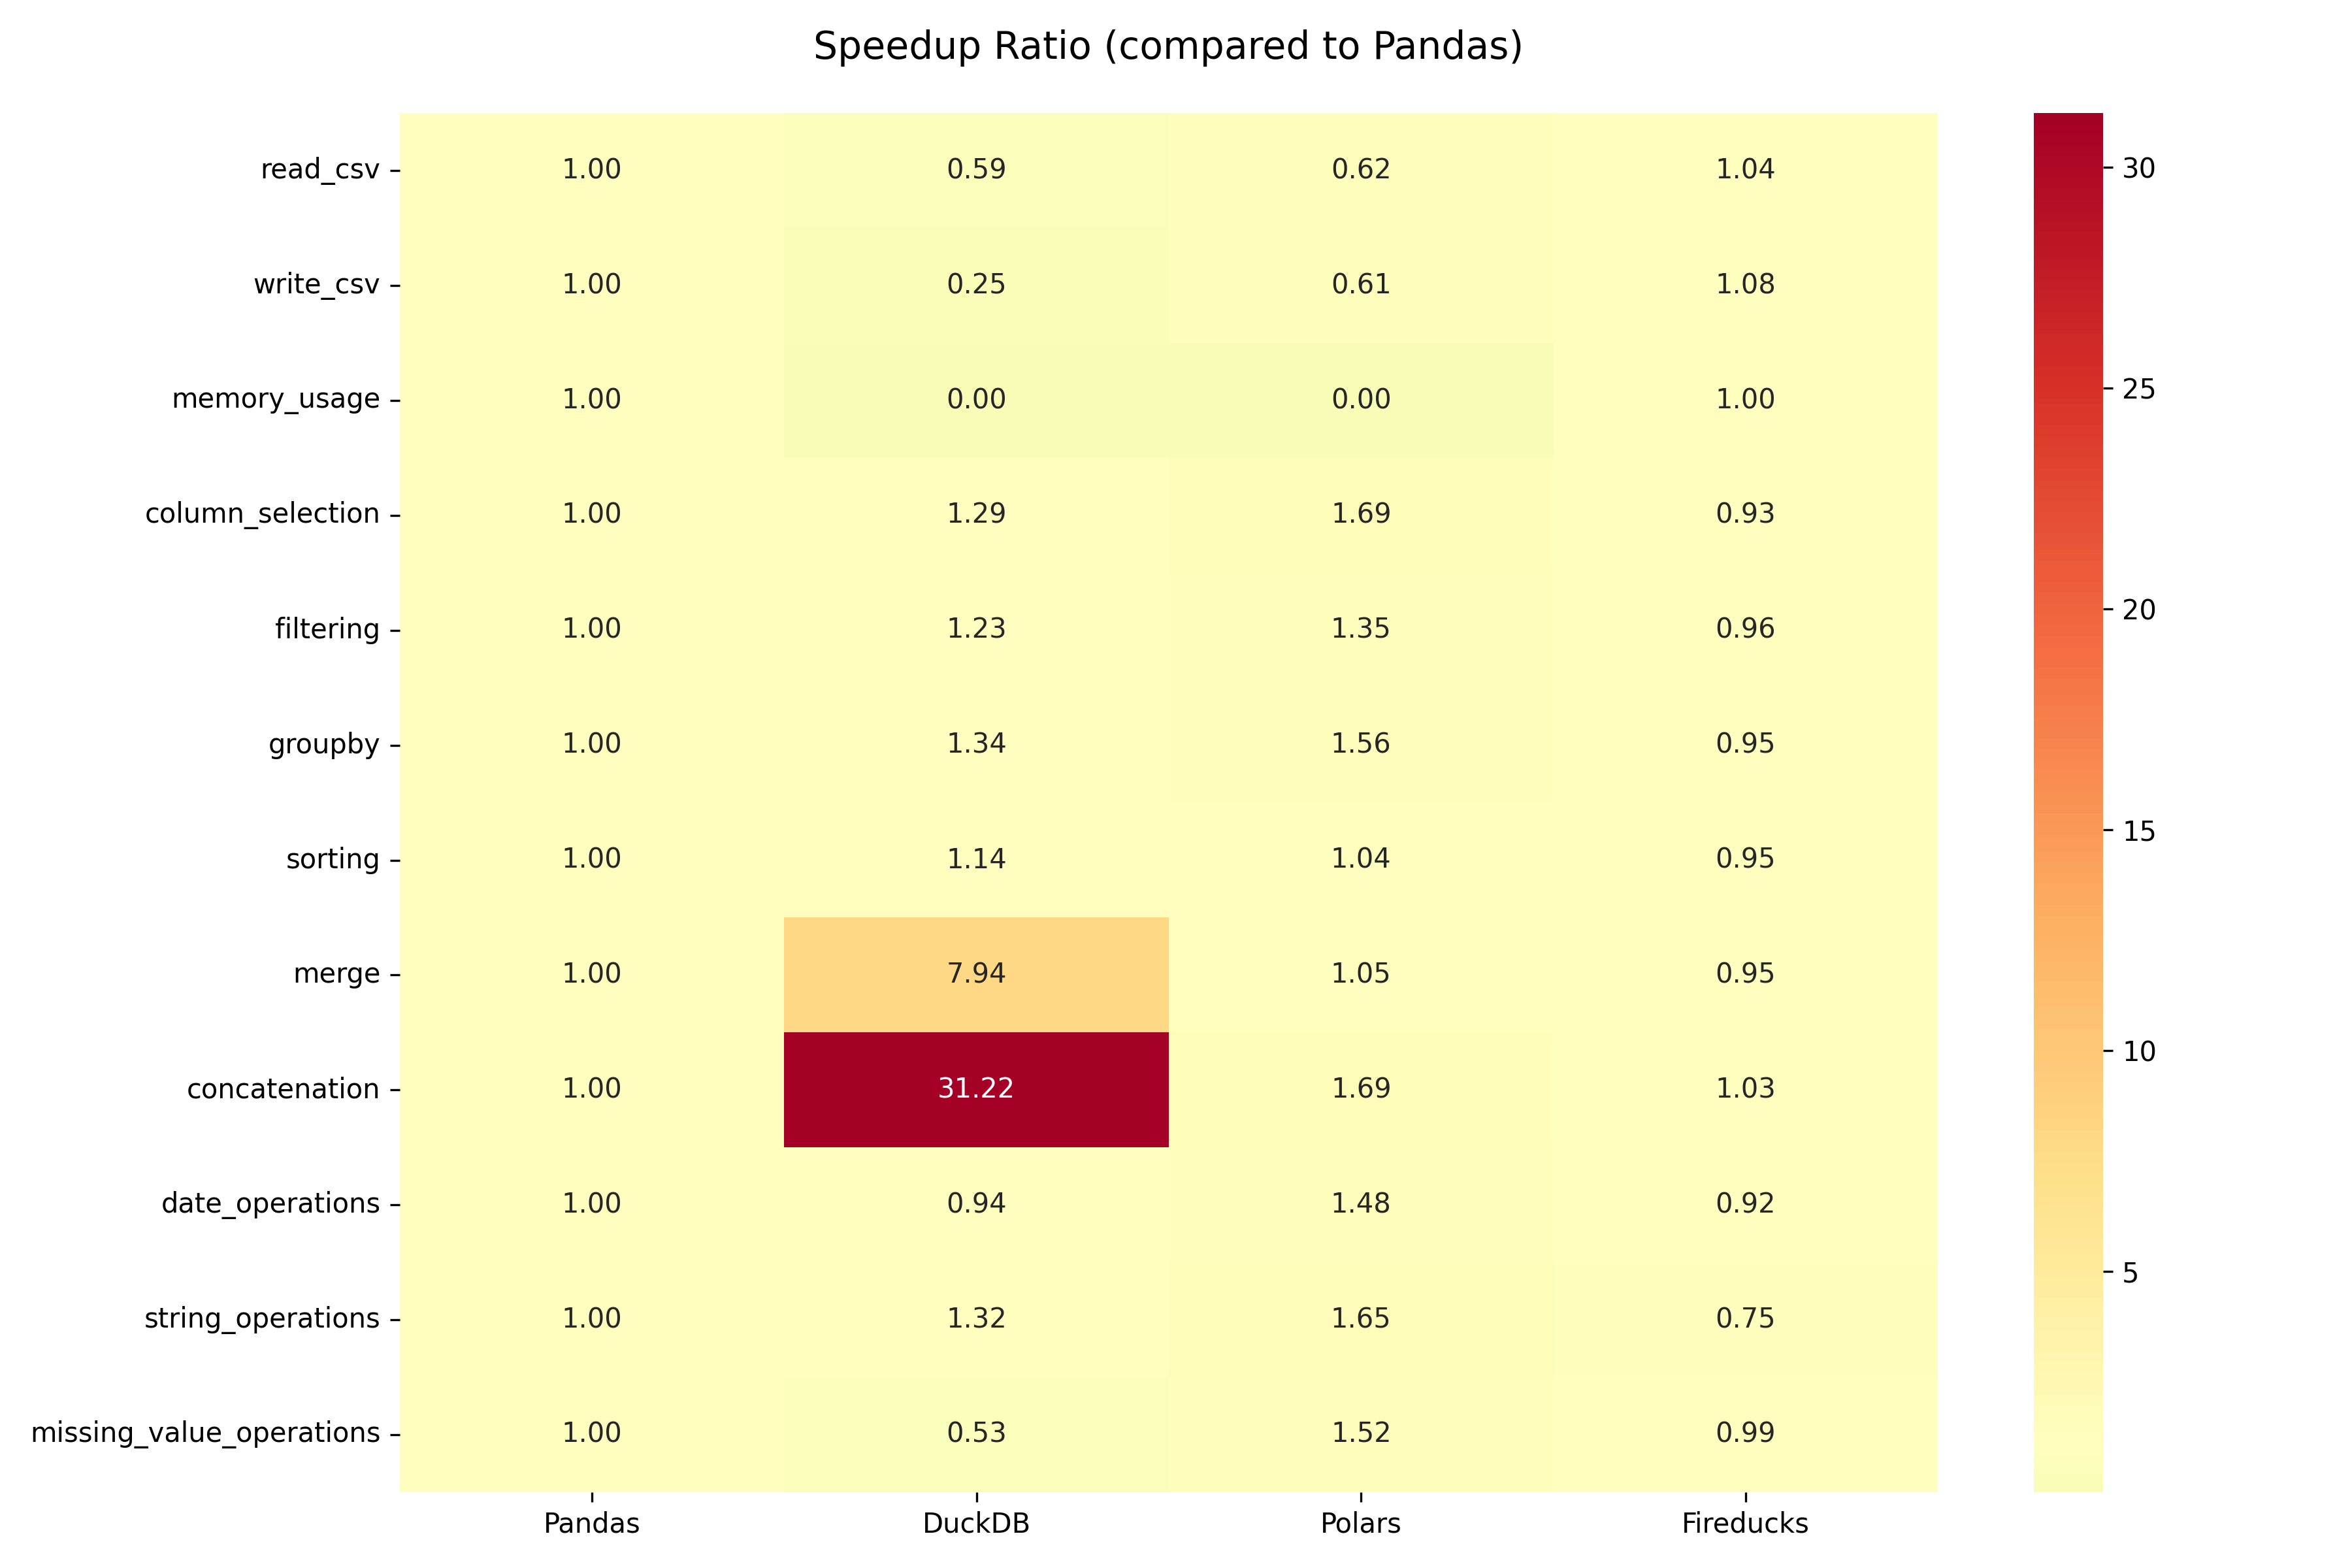 Speedup Ratio (compared to Pandas)
read_csv 1.00 0.59 0.62 1.04
write_csv 1.00 0.25 0.61 1.08
memory_usage 1.00 0.00 0.00 1.00
column_selection 1.00 1.29 1.69 0.93
filtering 1.00 1.23 1.35 0.96
groupby 1.00 1.34 1.56 0.95
sorting 1.00 1.14 1.04 0.95
merge 1.00 7.94 1.05 0.95
concatenation 1.00 31.22 1.69 1.03
date_operations 1.00 0.94 1.48 0.92
string_operations 1.00 1.32 1.65 0.75
missing_value_operations 1.00 0.53 1.52 0.99
Pandas DuckDB Polars Fireducks
30
25
20
15
10
5